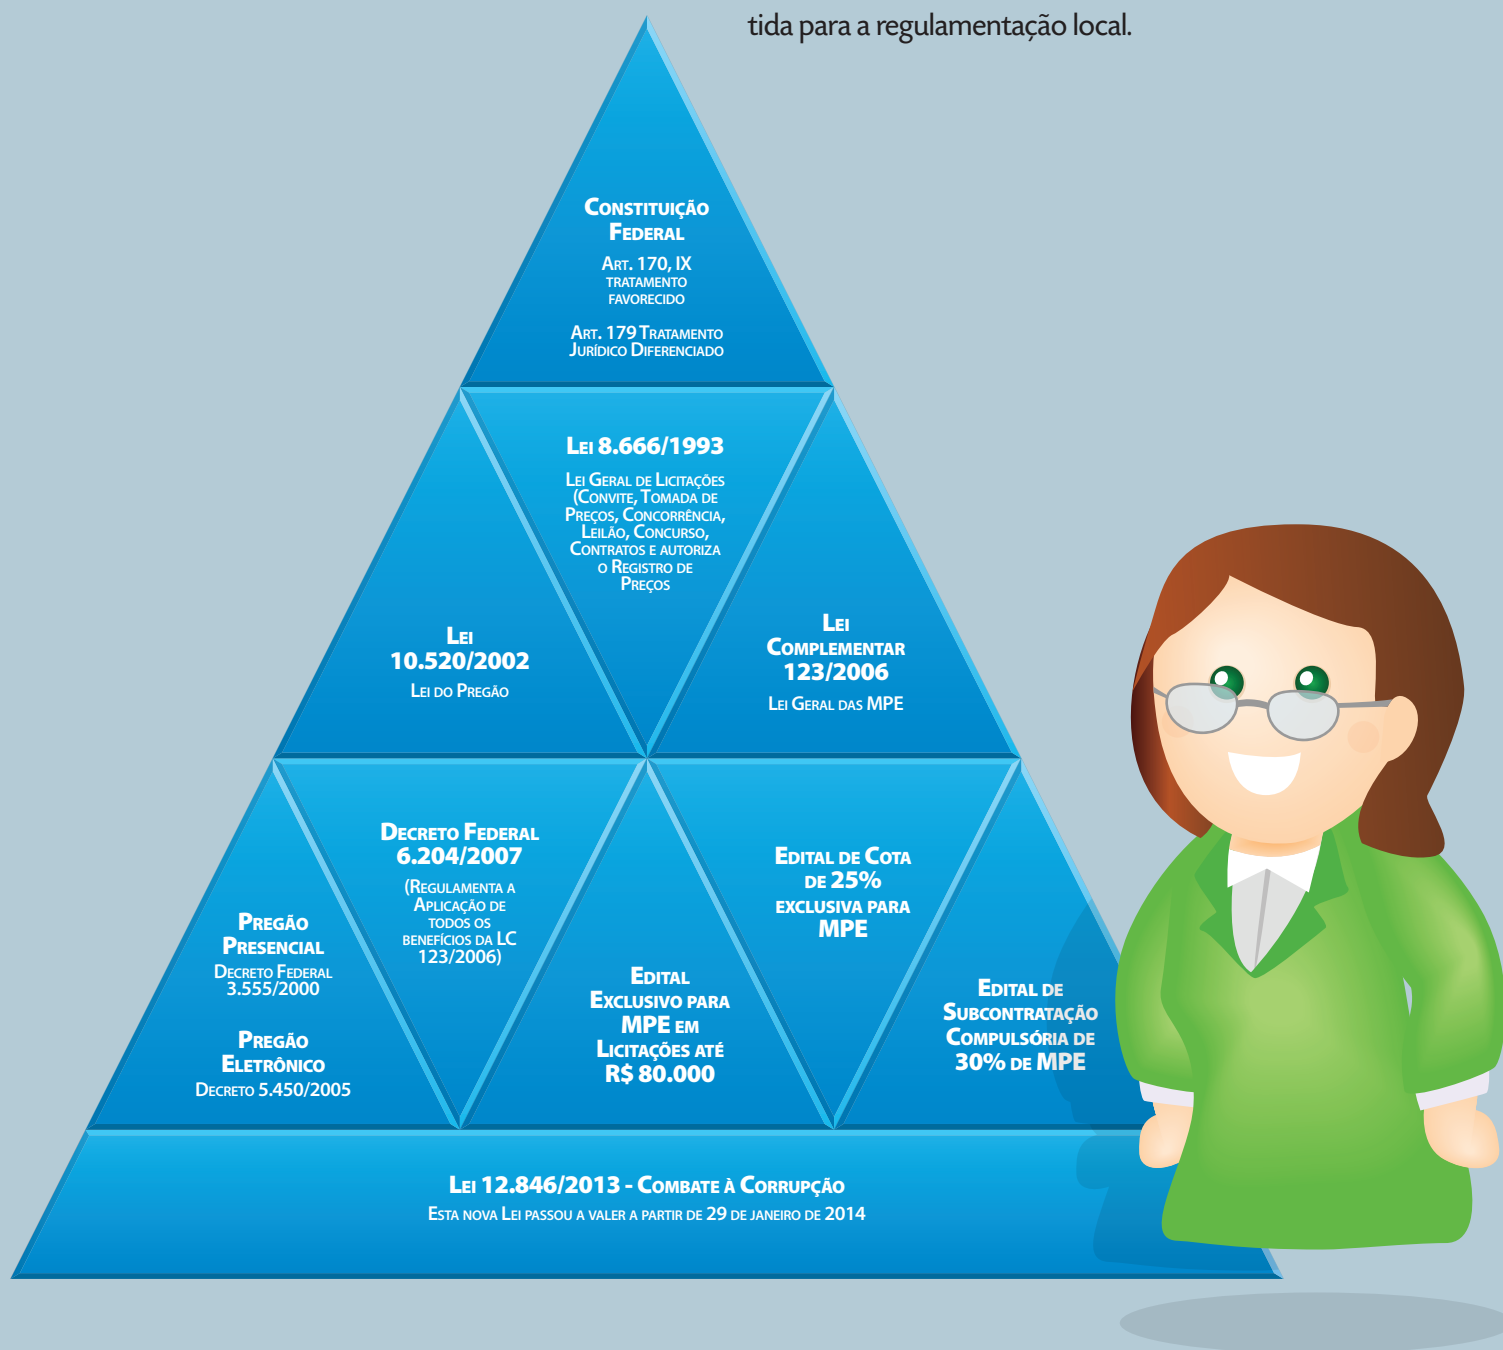 tida para a regulamentação local.
Constituição
Federal
Art. 170, IX
tratamento
favorecido
Art. 179 Tratamento
Jurídico Diferenciado
Lei 8.666/1993
Lei Geral de Licitações
(Convite, Tomada de
Preços, Concorrência,
Leilão, Concurso,
Contratos e autoriza
o Registro de
Preços
Lei
10.520/2002
Lei do Pregão
Lei
Complementar
123/2006
Lei Geral das MPE
Pregão
Presencial
Decreto Federal
3.555/2000
Pregão
Eletrônico
Decreto 5.450/2005
Decreto Federal
6.204/2007
(Regulamenta a
Aplicação de
todos os
benefícios da LC
123/2006)
Edital
Exclusivo para
MPE em
Licitações até
R$ 80.000
Edital de Cota
de 25%
exclusiva para
MPE
Edital de
Subcontratação
Compulsória de
30% de MPE
Lei 12.846/2013 - Combate à Corrupção
Esta nova Lei passou a valer a partir de 29 de janeiro de 2014